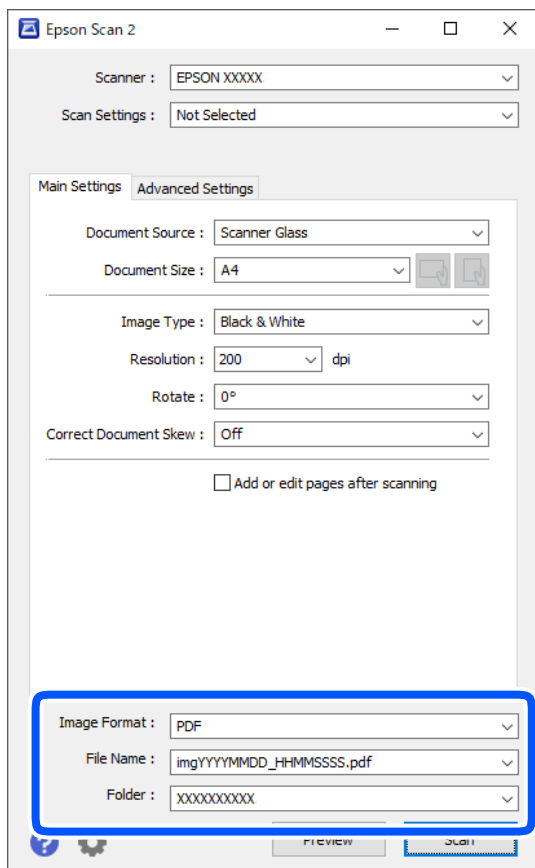 Epson Scan 2
Scanner : EPSON XXXXX
Scan Settings : Not Selected
Main Settings Advanced Settings
Document Source : Scanner Glass
Document Size : A4
Image Type : Black & White
Resolution : 200 dpi
Rotate : 0°
Correct Document Skew : Off
Add or edit pages after scanning
Image Format : PDF
File Name : imgYYYYMMDD_HHMMSSSS.pdf
Folder : XXXXXXXXXX
? Preview Scan